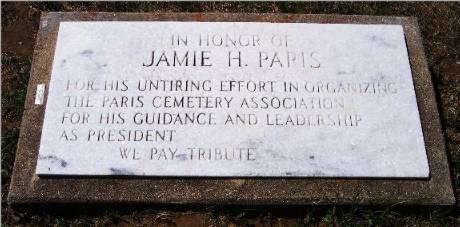 IN HONOR OF
JAMIE H. PARIS
FOR HIS UNTIRING EFFORT IN ORGANIZING
THE PARIS CEMETERY ASSOCIATION
FOR HIS GUIDANCE AND LEADERSHIP
AS PRESIDENT
WE PAY TRIBUTE